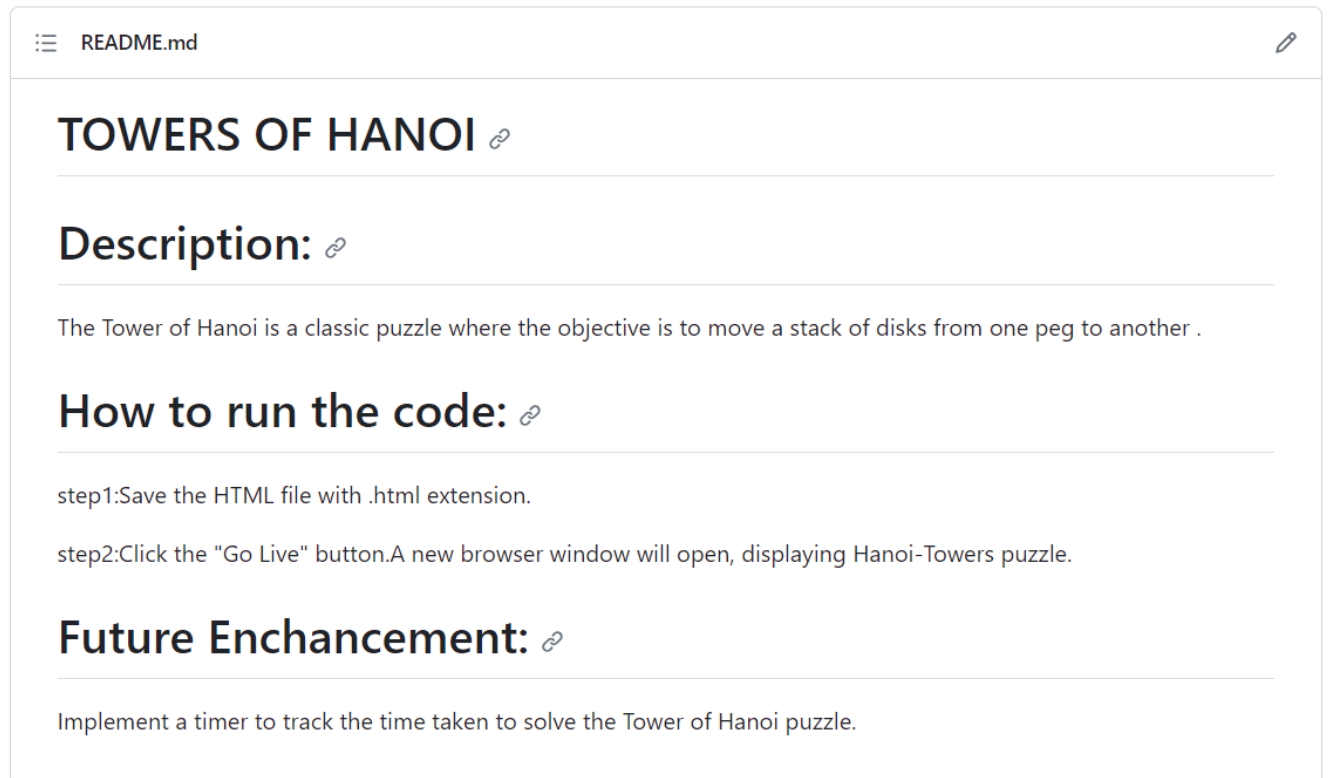 README.md
TOWERS OF HANOI
Description:
The Tower of Hanoi is a classic puzzle where the objective is to move a stack of disks from one peg to another .
How to run the code:
step1:Save the HTML file with .html extension.
step2:Click the "Go Live" button.A new browser window will open, displaying Hanoi-Towers puzzle.
Future Enchancement:
Implement a timer to track the time taken to solve the Tower of Hanoi puzzle.